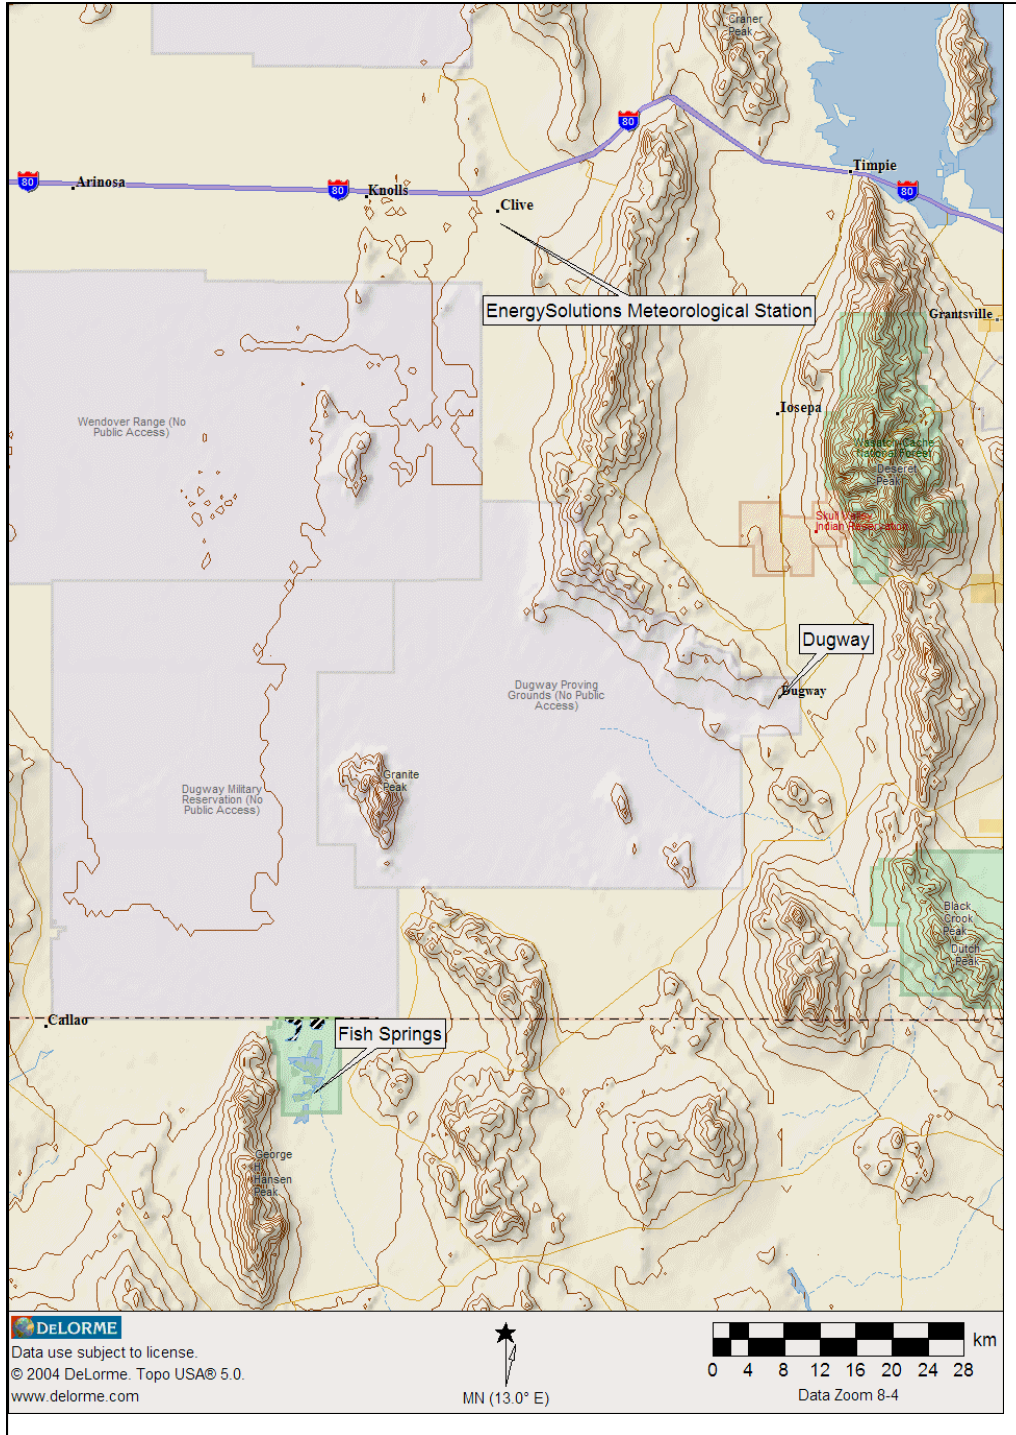 Craner
Peak
80
Timpie
80
Arinosa
80
Knolls
80
Clive
EnergySolutions Meteorological Station
Grantsville
Iosepa
Wendover Range (No
Public Access)
Wasatch-Cache
National Forest
Deseret
Peak
Skull Valley
Indian Reservation
Dugway
Dugway
Dugway Proving
Grounds (No Public
Access)
Granite
Peak
Dugway Military
Reservation (No
Public Access)
Black
Crook
Peak
Dutch
Peak
Callao
Fish Springs
George
H
Hansen
Peak
DELORME
Data use subject to license.
© 2004 DeLorme. Topo USA® 5.0.
www.delorme.com
MN (13.0° E)
km
0 4 8 12 16 20 24 28
Data Zoom 8-4